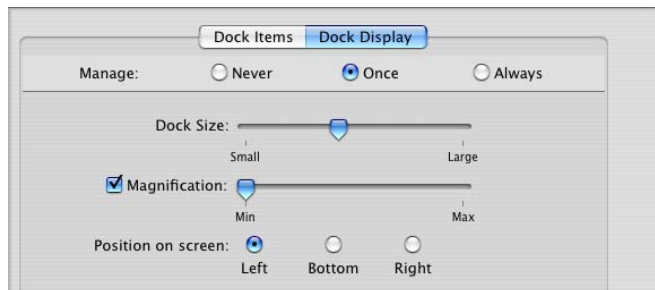 Dock Items Dock Display
Manage: Never Once Always
Dock Size:
Small Large
Magnification:
Min Max
Position on screen:
Left Bottom Right